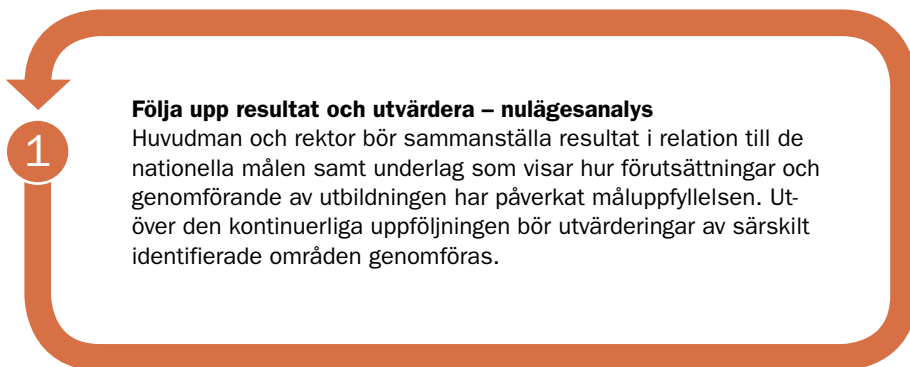 1
Följa upp resultat och utvärdera – nulägesanalys
Huvudman och rektor bör sammanställa resultat i relation till de
nationella målen samt underlag som visar hur förutsättningar och
genomförande av utbildningen har påverkat måluppfyllelsen. Ut-
över den kontinuerliga uppföljningen bör utvärderingar av särskilt
identifierade områden genomföras.